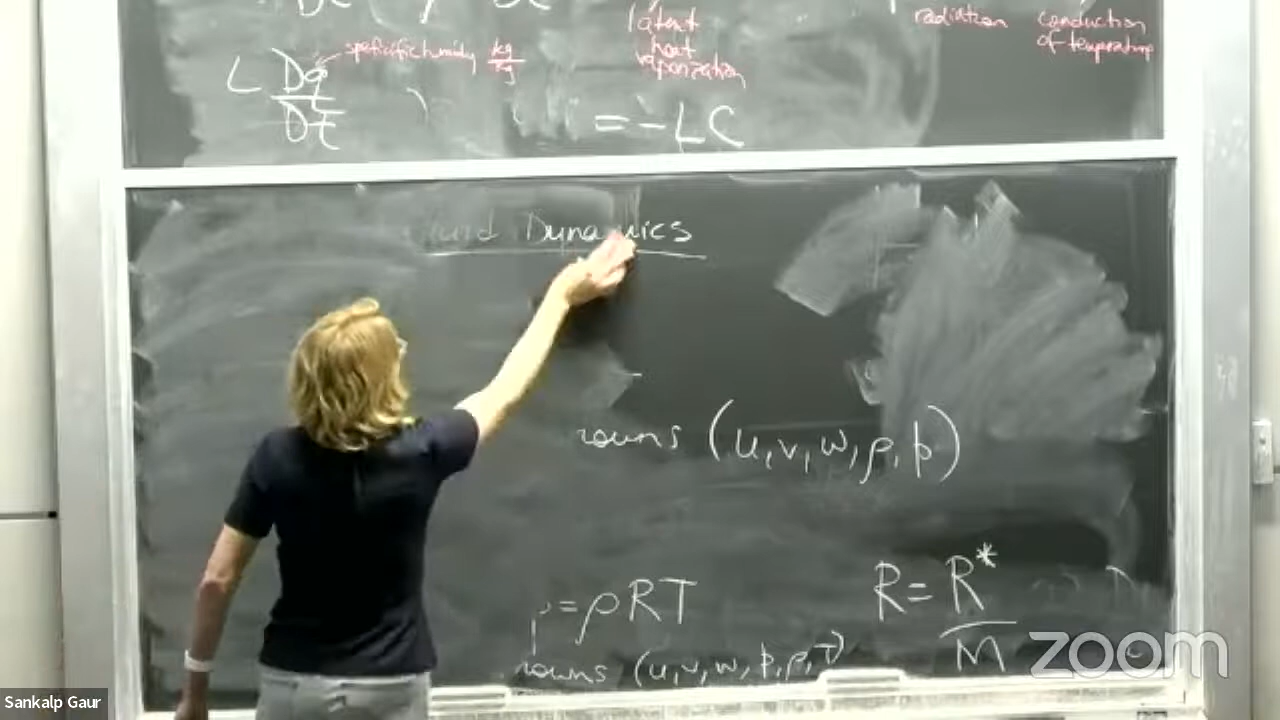 radiation conduction
of temperature
latent
heat
vaporization
specific humidity kg/kg
L Dq/Dt = -LC
Dynamics
(u, v, w, ρ, p)
= ρRT
R = R*/M
(u, v, w, p, ρ, T)
zoom
Sankalp Gaur